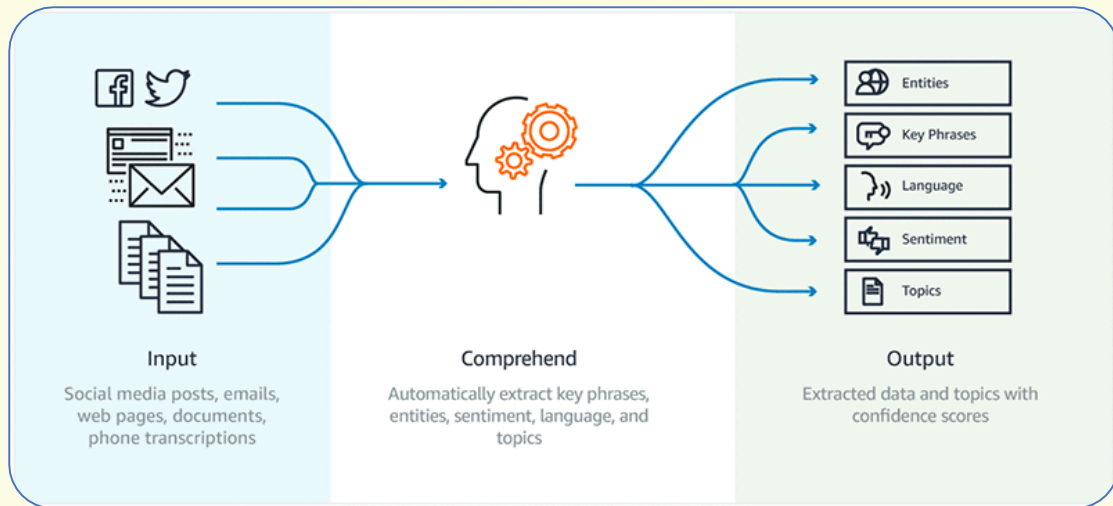 Entities
Key Phrases
Language
Sentiment
Topics
Input
Social media posts, emails,
web pages, documents,
phone transcriptions
Comprehend
Automatically extract key phrases,
entities, sentiment, language, and
topics
Output
Extracted data and topics with
confidence scores